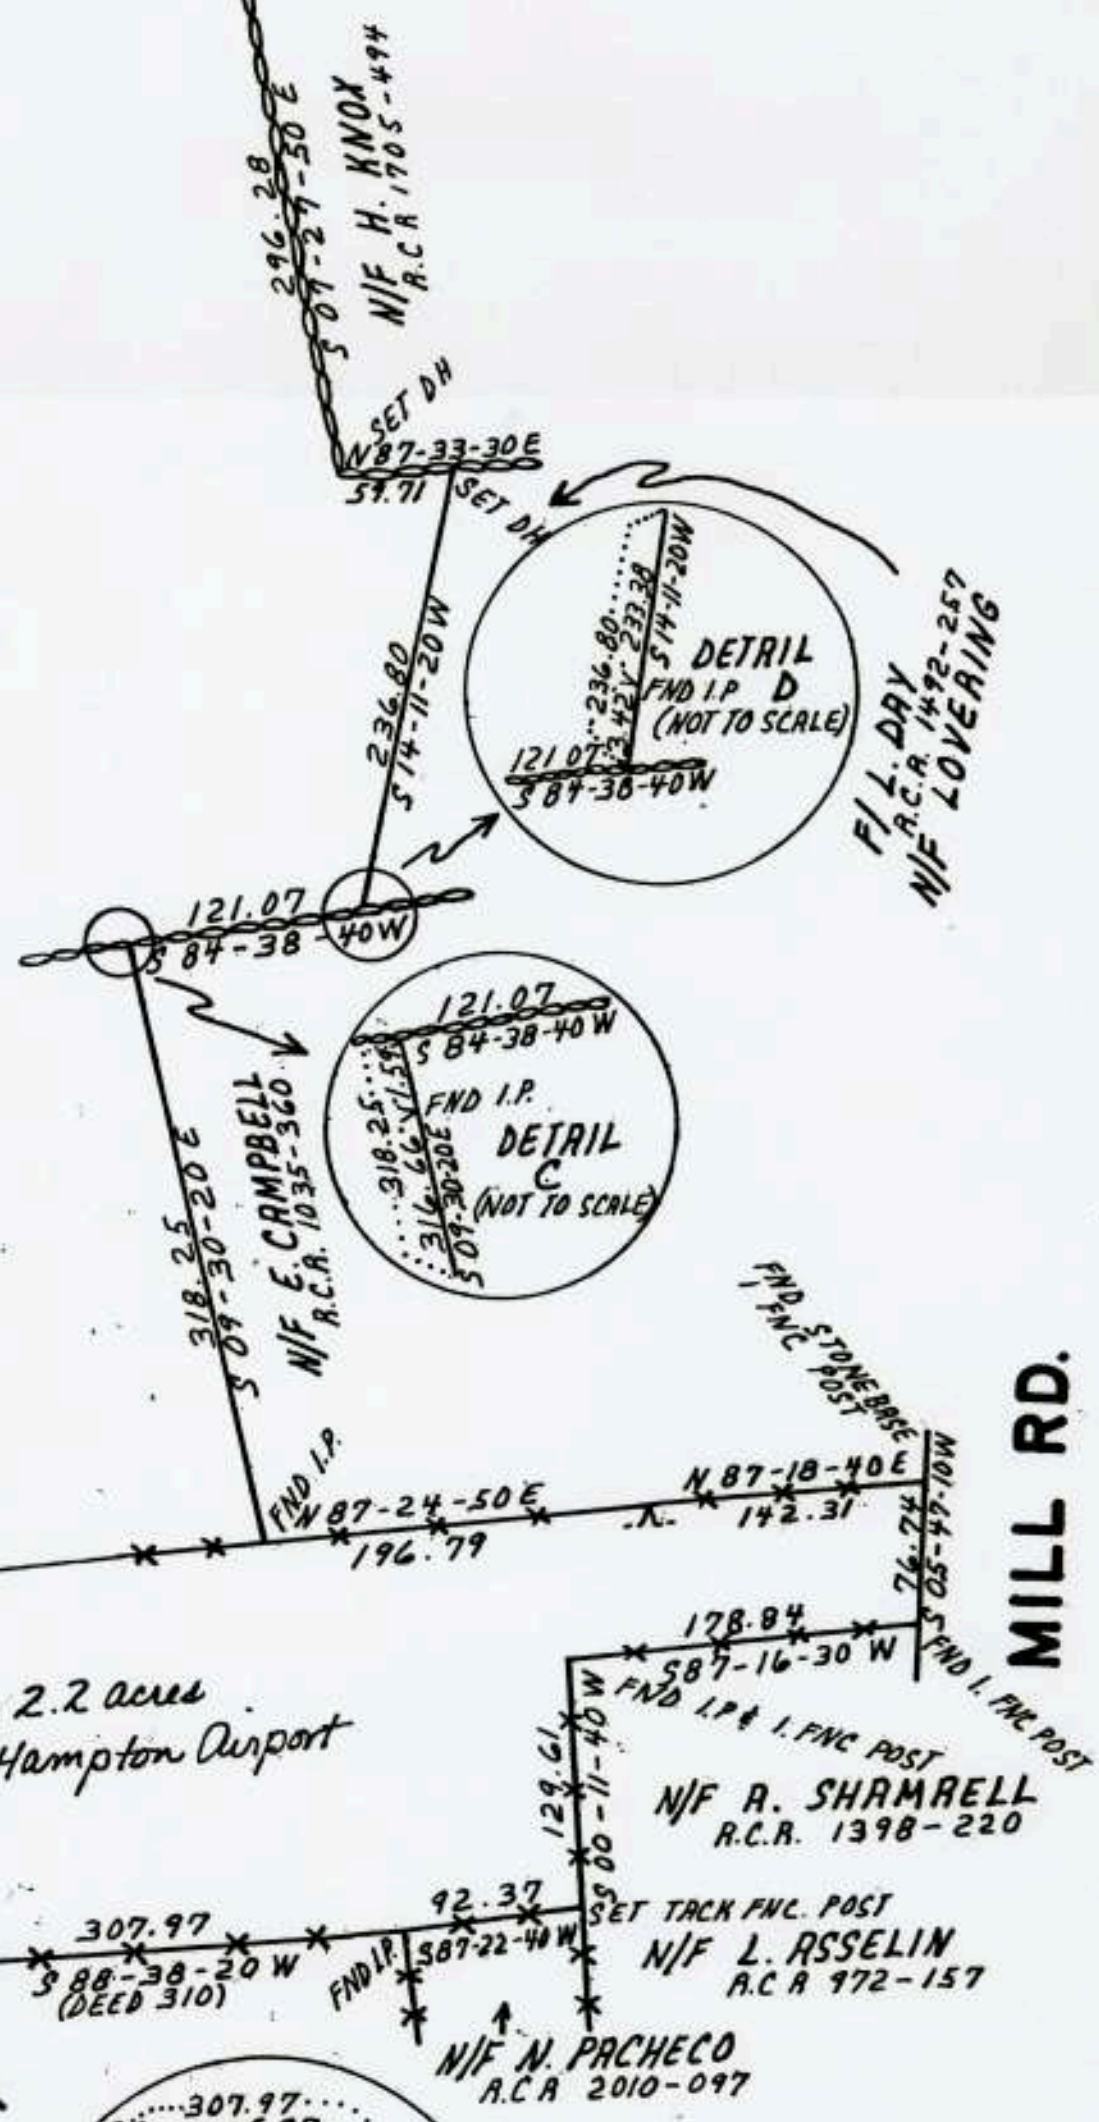 296.28
S 07-27-50 E
N/F H. KNOX
R.C.R 1705-494
SET DH
N 87-33-30 E
59.71
SET DH
236.80
S 14-11-20 W
236.80
3.42
233.38
S 14-11-20W
FND I.P
DETAIL
D
(NOT TO SCALE)
121.07
S 84-38-40W
F/ L. DAY
R.C.R. 1492-257
N/F LOVERING
121.07
S 84-38-40W
121.07
S 84-38-40 W
318.25
316.66
1.59
FND I.P.
S 09-30-20E
DETAIL
C
(NOT TO SCALE)
318.25
S 09-30-20 E
N/F E. CAMPBELL
R.C.R. 1035-360
FND I.P.
N 87-24-50 E
196.79
FND STONE BASE
1 FNC POST
N 87-18-40 E
142.31
76.74
S 05-47-10W
MILL RD.
178.84
S87-16-30 W
FND I. FNC POST
FND I.P & I. FNC POST
2.2 acres
Hampton Airport
129.61
S 00-11-40 W
N/F R. SHAMRELL
R.C.R. 1398-220
307.97
S 88-38-20 W
(DEED 310)
FND I.P.
92.37
S87-22-40 W
SET TACK FNC. POST
N/F L. ASSELIN
R.C.R 972-157
N/F N. PACHECO
R.C.R 2010-097
307.97